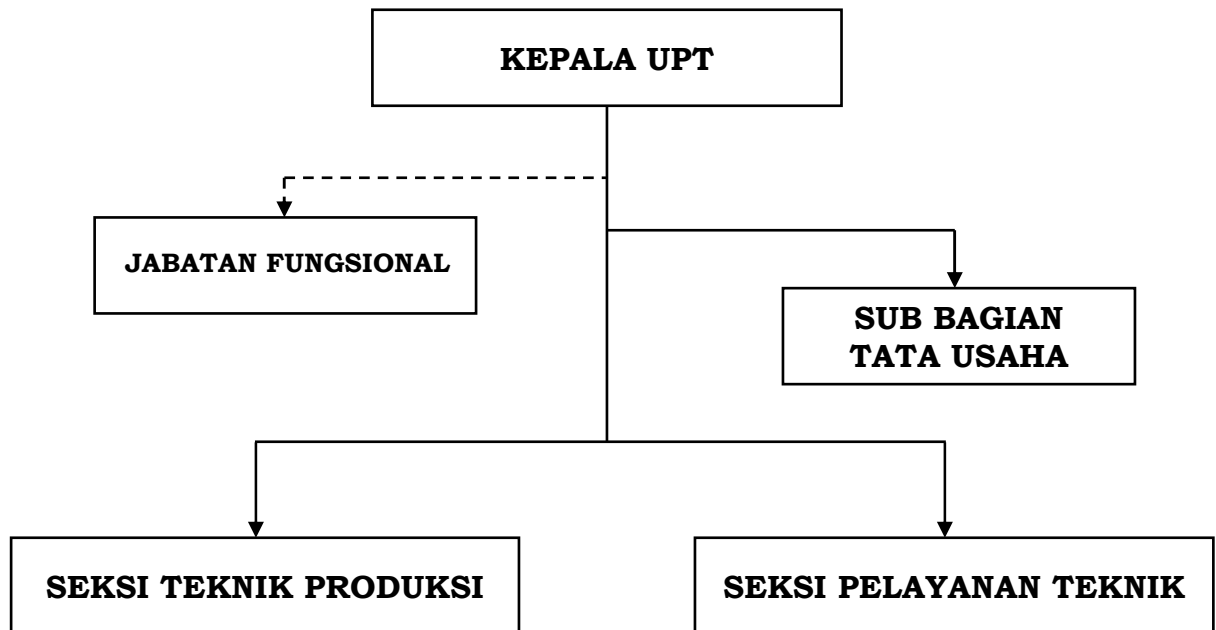 KEPALA UPT
JABATAN FUNGSIONAL
SUB BAGIAN
TATA USAHA
SEKSI TEKNIK PRODUKSI
SEKSI PELAYANAN TEKNIK